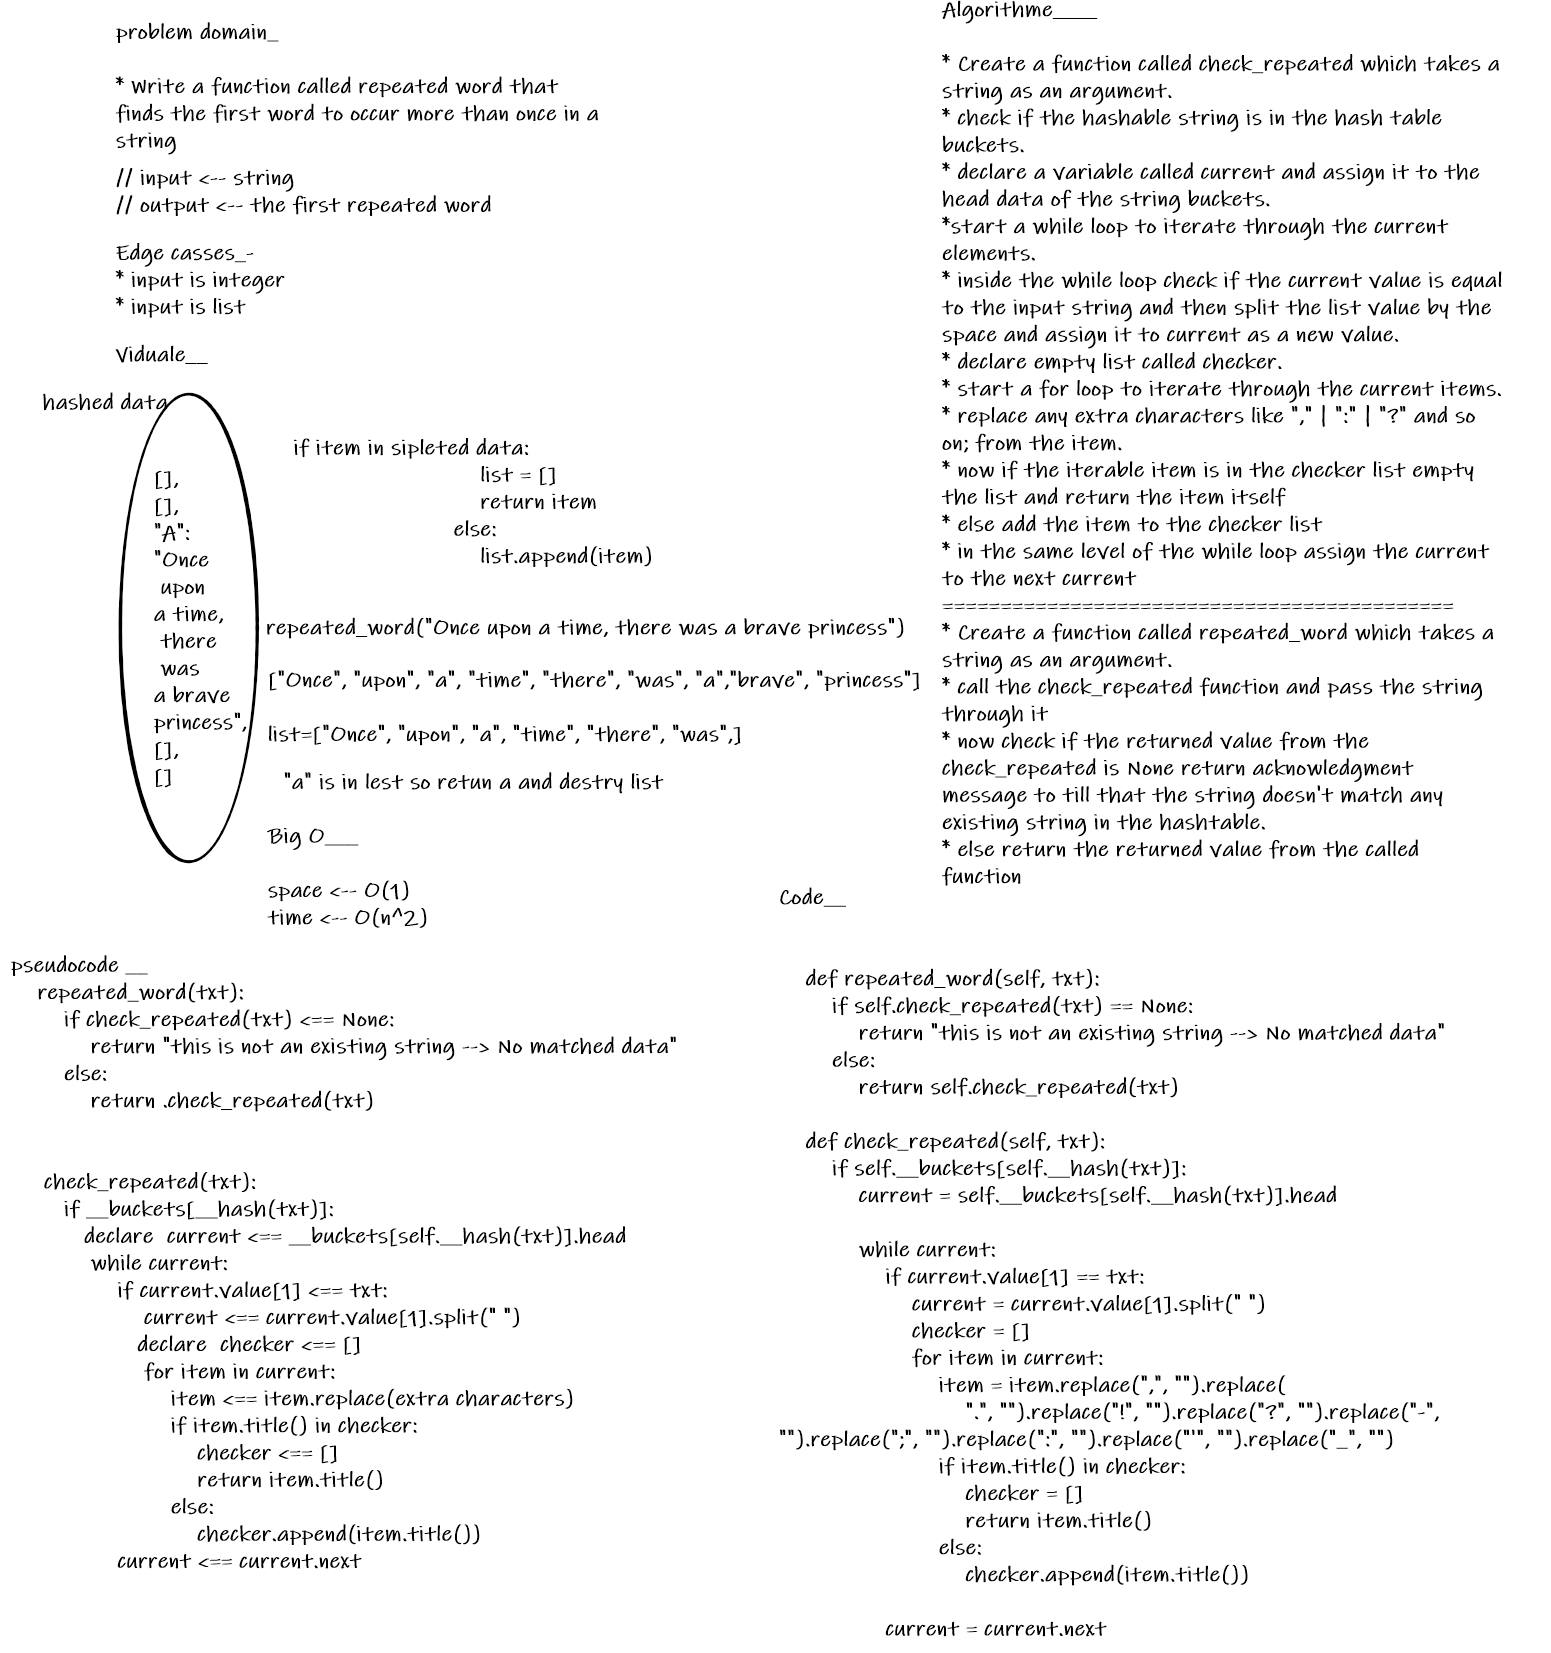 problem domain_
* Write a function called repeated word that
finds the first word to occur more than once in a
string
// input <-- string
// output <-- the first repeated word
Edge casses_-
* input is integer
* input is list
Viduale__
hashed data
[],
[],
"A":
"Once
upon
a time,
there
was
a brave
princess",
[],
[]
if item in sipleted data:
list = []
return item
else:
list.append(item)
repeated_word("Once upon a time, there was a brave princess")
["Once", "upon", "a", "time", "there", "was", "a","brave", "princess"]
list=["Once", "upon", "a", "time", "there", "was",]
"a" is in lest so retun a and destry list
Big O___
space <-- O(1)
time <-- O(n^2)
pseudocode __
repeated_word(txt):
if check_repeated(txt) <== None:
return "this is not an existing string --> No matched data"
else:
return .check_repeated(txt)
check_repeated(txt):
if __buckets[__hash(txt)]:
declare  current <== __buckets[self.__hash(txt)].head
while current:
if current.value[1] <== txt:
current <== current.value[1].split(" ")
declare  checker <== []
for item in current:
item <== item.replace(extra characters)
if item.title() in checker:
checker <== []
return item.title()
else:
checker.append(item.title())
current <== current.next
Algorithme____
* Create a function called check_repeated which takes a
string as an argument.
* check if the hashable string is in the hash table
buckets.
* declare a variable called current and assign it to the
head data of the string buckets.
*start a while loop to iterate through the current
elements.
* inside the while loop check if the current value is equal
to the input string and then split the list value by the
space and assign it to current as a new value.
* declare empty list called checker.
* start a for loop to iterate through the current items.
* replace any extra characters like "," | ":" | "?" and so
on; from the item.
* now if the iterable item is in the checker list empty
the list and return the item itself
* else add the item to the checker list
* in the same level of the while loop assign the current
to the next current
============================================
* Create a function called repeated_word which takes a
string as an argument.
* call the check_repeated function and pass the string
through it
* now check if the returned value from the
check_repeated is None return acknowledgment
message to till that the string doesn't match any
existing string in the hashtable.
* else return the returned value from the called
function
Code__
def repeated_word(self, txt):
if self.check_repeated(txt) == None:
return "this is not an existing string --> No matched data"
else:
return self.check_repeated(txt)
def check_repeated(self, txt):
if self.__buckets[self.__hash(txt)]:
current = self.__buckets[self.__hash(txt)].head
while current:
if current.value[1] == txt:
current = current.value[1].split(" ")
checker = []
for item in current:
item = item.replace(",", "").replace(
".", "").replace("!", "").replace("?", "").replace("-",
"").replace(";", "").replace(":", "").replace("'", "").replace("_", "")
if item.title() in checker:
checker = []
return item.title()
else:
checker.append(item.title())
current = current.next